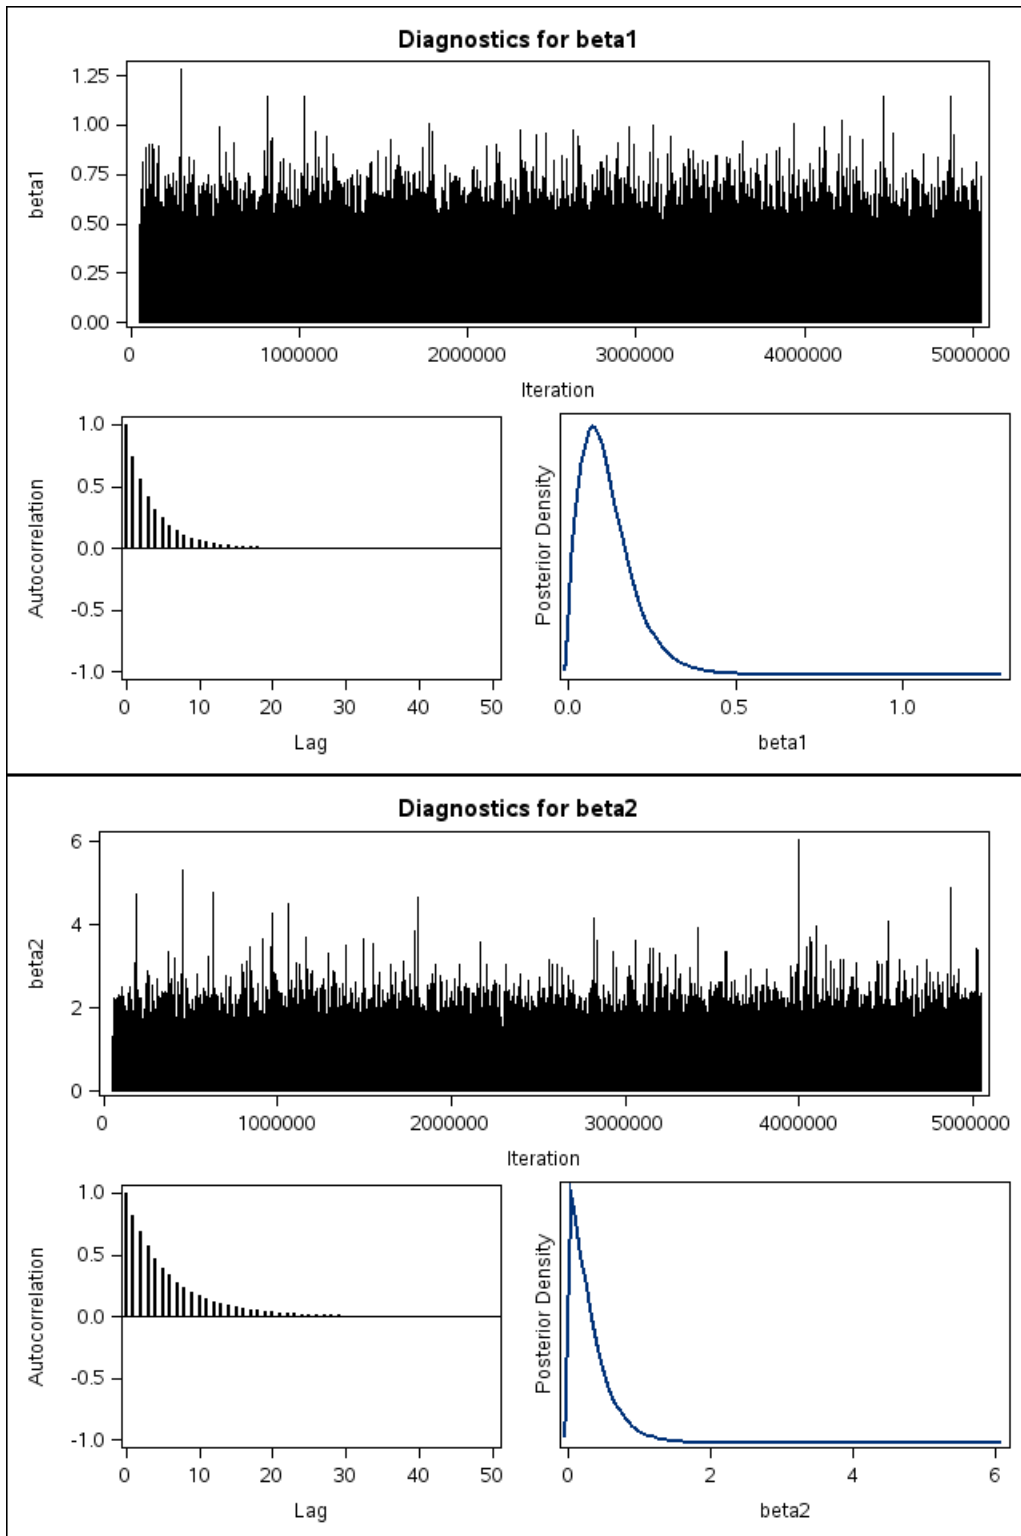 Diagnostics for beta1
1.25
1.00
0.75
0.50
0.25
0.00
beta1
0 1000000 2000000 3000000 4000000 5000000
Iteration
1.0
0.5
0.0
-0.5
-1.0
Autocorrelation
0 10 20 30 40 50
Lag
Posterior Density
0.0 0.5 1.0
beta1
Diagnostics for beta2
6
4
2
0
beta2
0 1000000 2000000 3000000 4000000 5000000
Iteration
1.0
0.5
0.0
-0.5
-1.0
Autocorrelation
0 10 20 30 40 50
Lag
Posterior Density
0 2 4 6
beta2